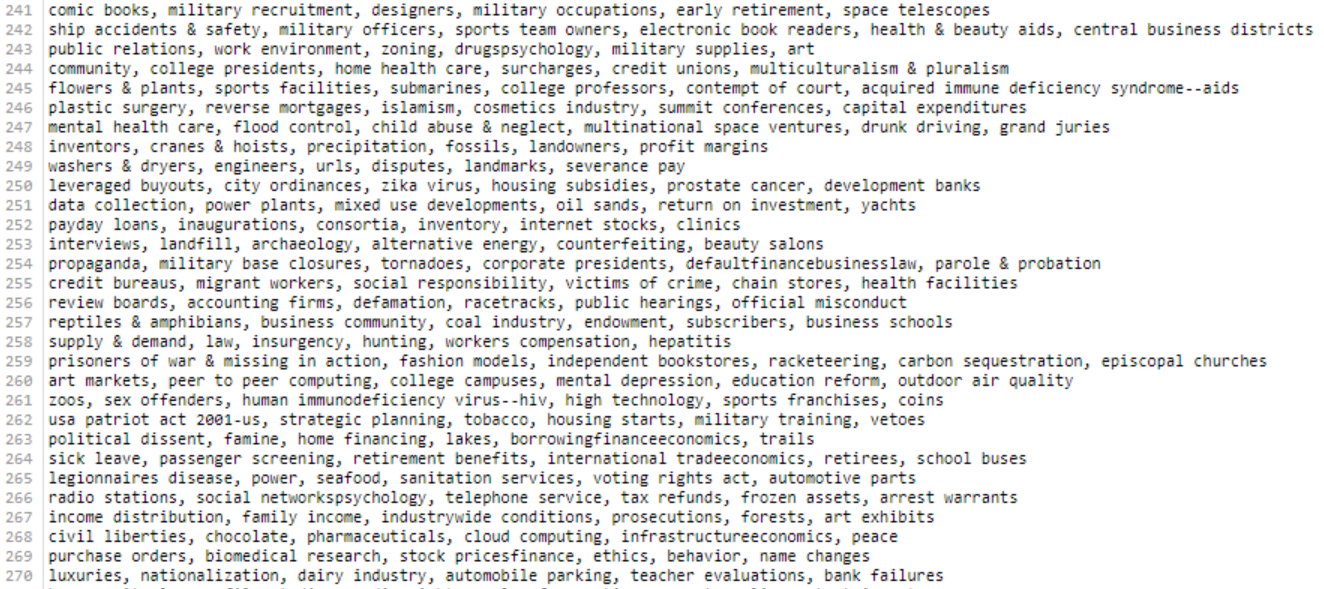 241 comic books, military recruitment, designers, military occupations, early retirement, space telescopes
242 ship accidents & safety, military officers, sports team owners, electronic book readers, health & beauty aids, central business districts
243 public relations, work environment, zoning, drugspsychology, military supplies, art
244 community, college presidents, home health care, surcharges, credit unions, multiculturalism & pluralism
245 flowers & plants, sports facilities, submarines, college professors, contempt of court, acquired immune deficiency syndrome--aids
246 plastic surgery, reverse mortgages, islamism, cosmetics industry, summit conferences, capital expenditures
247 mental health care, flood control, child abuse & neglect, multinational space ventures, drunk driving, grand juries
248 inventors, cranes & hoists, precipitation, fossils, landowners, profit margins
249 washers & dryers, engineers, urls, disputes, landmarks, severance pay
250 leveraged buyouts, city ordinances, zika virus, housing subsidies, prostate cancer, development banks
251 data collection, power plants, mixed use developments, oil sands, return on investment, yachts
252 payday loans, inaugurations, consortia, inventory, internet stocks, clinics
253 interviews, landfill, archaeology, alternative energy, counterfeiting, beauty salons
254 propaganda, military base closures, tornadoes, corporate presidents, defaultfinancebusinesslaw, parole & probation
255 credit bureaus, migrant workers, social responsibility, victims of crime, chain stores, health facilities
256 review boards, accounting firms, defamation, racetracks, public hearings, official misconduct
257 reptiles & amphibians, business community, coal industry, endowment, subscribers, business schools
258 supply & demand, law, insurgency, hunting, workers compensation, hepatitis
259 prisoners of war & missing in action, fashion models, independent bookstores, racketeering, carbon sequestration, episcopal churches
260 art markets, peer to peer computing, college campuses, mental depression, education reform, outdoor air quality
261 zoos, sex offenders, human immunodeficiency virus--hiv, high technology, sports franchises, coins
262 usa patriot act 2001-us, strategic planning, tobacco, housing starts, military training, vetoes
263 political dissent, famine, home financing, lakes, borrowingfinanceeconomics, trails
264 sick leave, passenger screening, retirement benefits, international tradeeconomics, retirees, school buses
265 legionnaires disease, power, seafood, sanitation services, voting rights act, automotive parts
266 radio stations, social networkspsychology, telephone service, tax refunds, frozen assets, arrest warrants
267 income distribution, family income, industrywide conditions, prosecutions, forests, art exhibits
268 civil liberties, chocolate, pharmaceuticals, cloud computing, infrastructureeconomics, peace
269 purchase orders, biomedical research, stock pricesfinance, ethics, behavior, name changes
270 luxuries, nationalization, dairy industry, automobile parking, teacher evaluations, bank failures